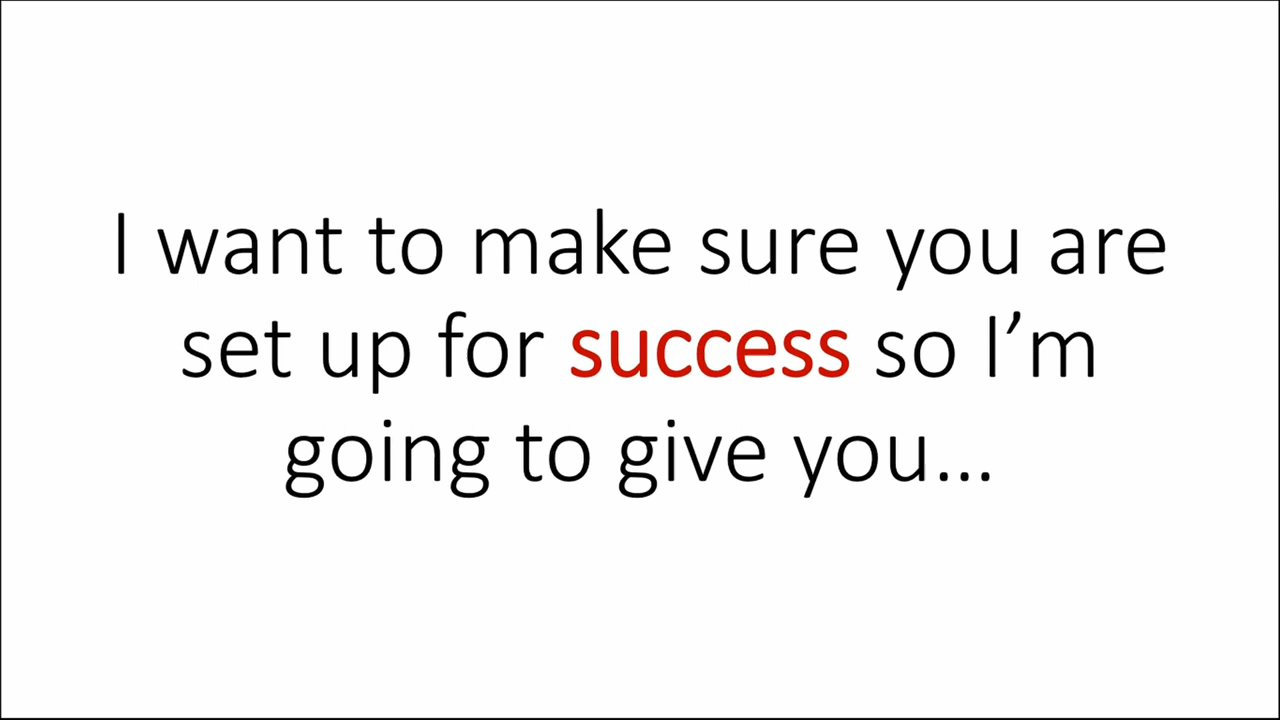 I want to make sure you are
set up for success so I’m
going to give you...